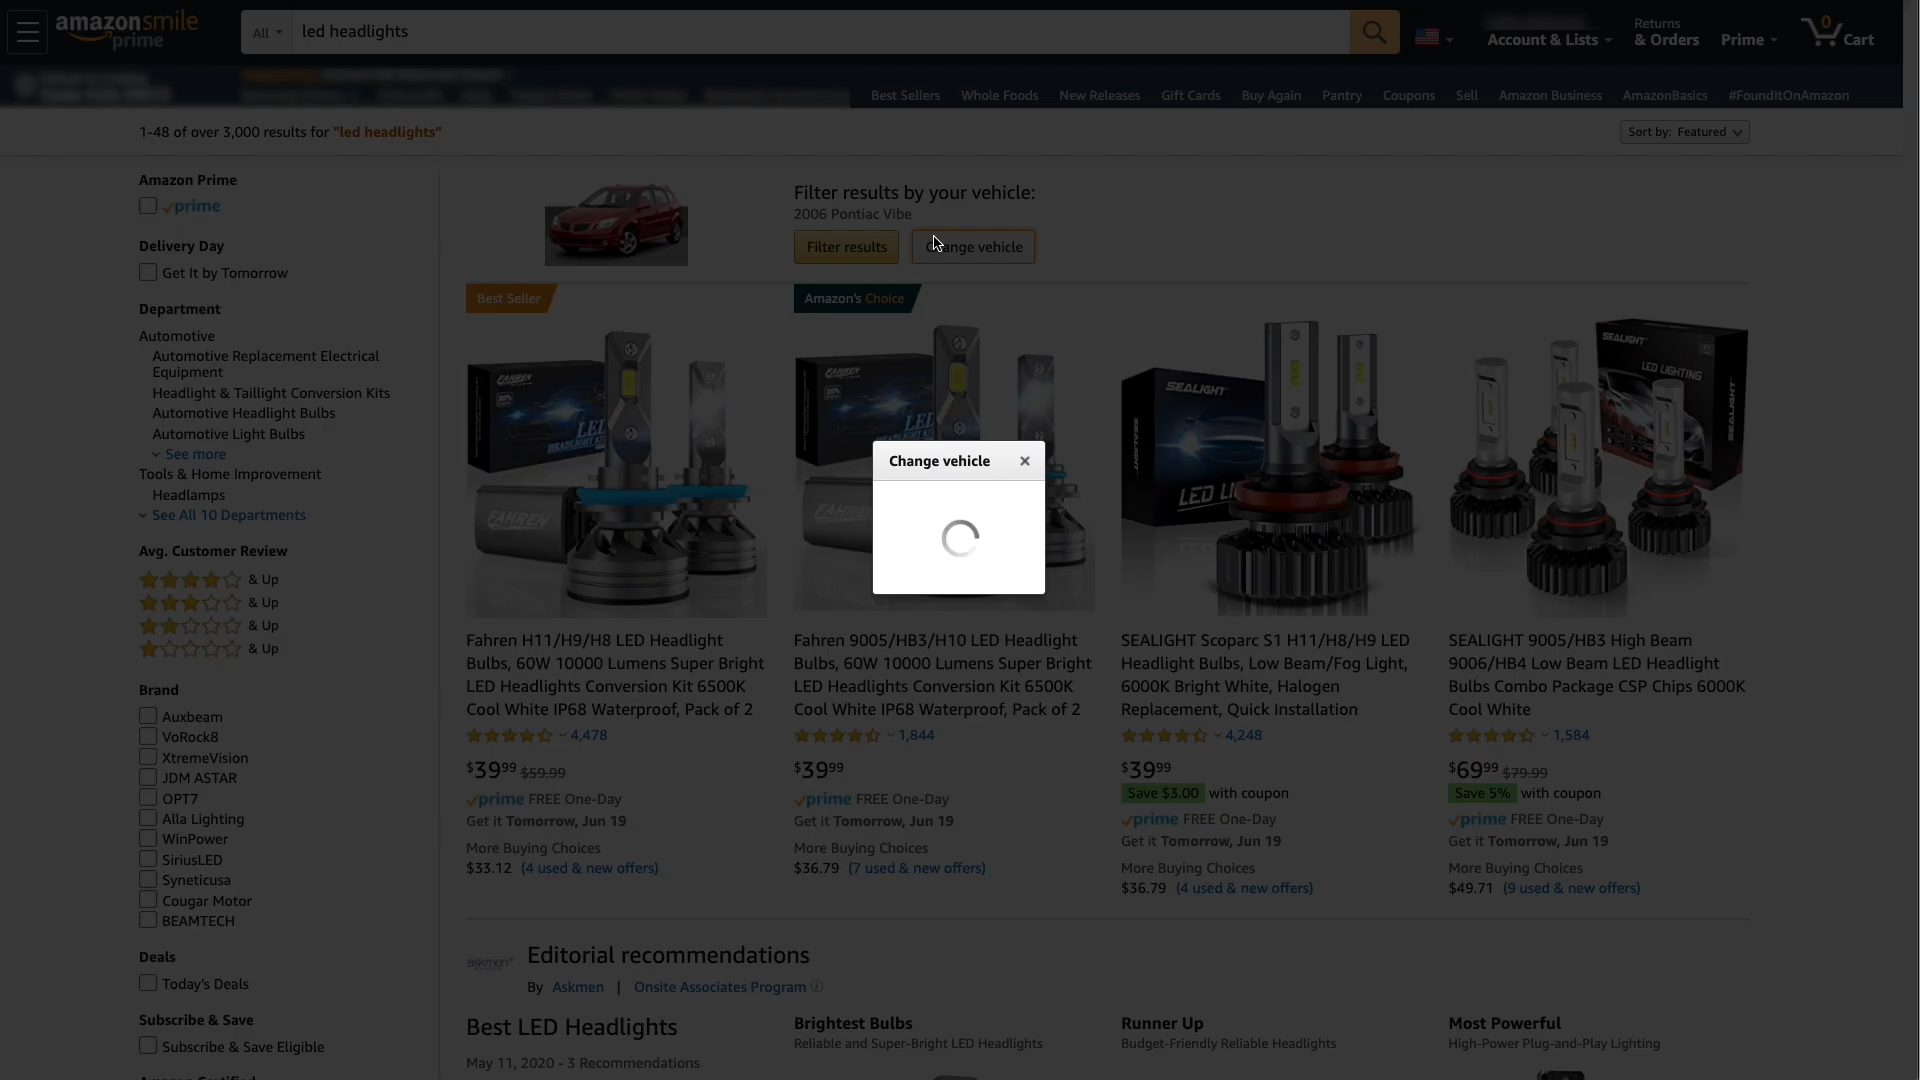 amazonsmile
prime
All
led headlights
Account & Lists
Returns
& Orders
Prime
0
Cart
Best Sellers
Whole Foods
New Releases
Gift Cards
Buy Again
Pantry
Coupons
Sell
Amazon Business
AmazonBasics
#FoundItOnAmazon
1-48 of over 3,000 results for "led headlights"
Sort by: Featured
Amazon Prime
prime
Delivery Day
Get It by Tomorrow
Department
Automotive
Automotive Replacement Electrical
Equipment
Headlight & Taillight Conversion Kits
Automotive Headlight Bulbs
Automotive Light Bulbs
See more
Tools & Home Improvement
Headlamps
See All 10 Departments
Avg. Customer Review
& Up
& Up
& Up
& Up
Brand
Auxbeam
VoRock8
XtremeVision
JDM ASTAR
OPT7
Alla Lighting
WinPower
SiriusLED
Syneticusa
Cougar Motor
BEAMTECH
Deals
Today's Deals
Subscribe & Save
Subscribe & Save Eligible
Filter results by your vehicle:
2006 Pontiac Vibe
Filter results
Change vehicle
Change vehicle
Best Seller
FAHREN
LED
HEADLIGHT KIT
FAHREN
Fahren H11/H9/H8 LED Headlight
Bulbs, 60W 10000 Lumens Super Bright
LED Headlights Conversion Kit 6500K
Cool White IP68 Waterproof, Pack of 2
4,478
$3999 $59.99
prime FREE One-Day
Get it Tomorrow, Jun 19
More Buying Choices
$33.12 (4 used & new offers)
Amazon's Choice
FAHREN
LED
Fahren 9005/HB3/H10 LED Headlight
Bulbs, 60W 10000 Lumens Super Bright
LED Headlights Conversion Kit 6500K
Cool White IP68 Waterproof, Pack of 2
1,844
$3999
prime FREE One-Day
Get it Tomorrow, Jun 19
More Buying Choices
$36.79 (7 used & new offers)
SEALIGHT
SEALIGHT
LED LI
SEALIGHT Scoparc S1 H11/H8/H9 LED
Headlight Bulbs, Low Beam/Fog Light,
6000K Bright White, Halogen
Replacement, Quick Installation
4,248
$3999
Save $3.00 with coupon
prime FREE One-Day
Get it Tomorrow, Jun 19
More Buying Choices
$36.79 (4 used & new offers)
SEALIGHT
LED LIGHTING
SEALIGHT
SEALIGHT 9005/HB3 High Beam
9006/HB4 Low Beam LED Headlight
Bulbs Combo Package CSP Chips 6000K
Cool White
1,584
$6999 $79.99
Save 5% with coupon
prime FREE One-Day
Get it Tomorrow, Jun 19
More Buying Choices
$49.71 (9 used & new offers)
askmen
Editorial recommendations
By Askmen | Onsite Associates Program
Best LED Headlights
May 11, 2020 - 3 Recommendations
Brightest Bulbs
Reliable and Super-Bright LED Headlights
Runner Up
Budget-Friendly Reliable Headlights
Most Powerful
High-Power Plug-and-Play Lighting